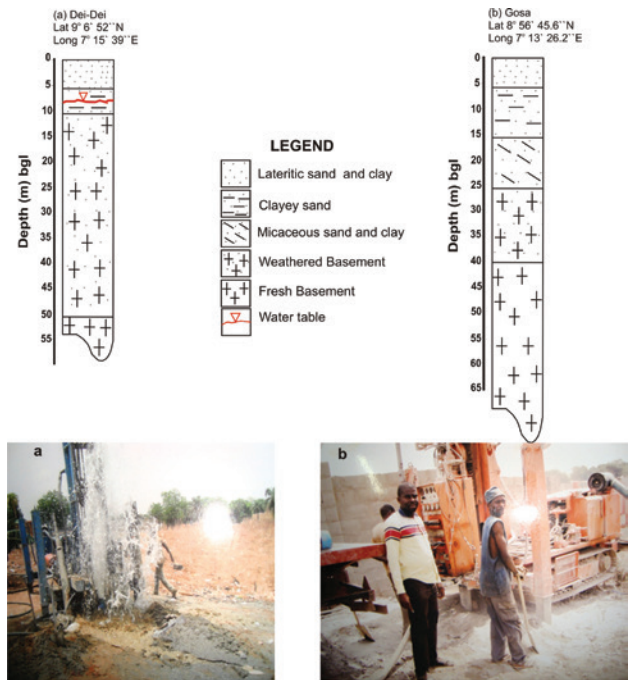 (a) Dei-Dei
Lat 9° 6´ 52´´N
Long 7° 15´ 39´´E
0
5
10
15
20
25
30
35
40
45
50
55
Depth (m) bgl
LEGEND
Lateritic sand and clay
Clayey sand
Micaceous sand and clay
Weathered Basement
Fresh Basement
Water table
(b) Gosa
Lat 8° 56´ 45.6´´N
Long 7° 13´ 26.2´´E
0
5
10
15
20
25
30
35
40
45
50
55
60
65
Depth (m) bgl
a
b